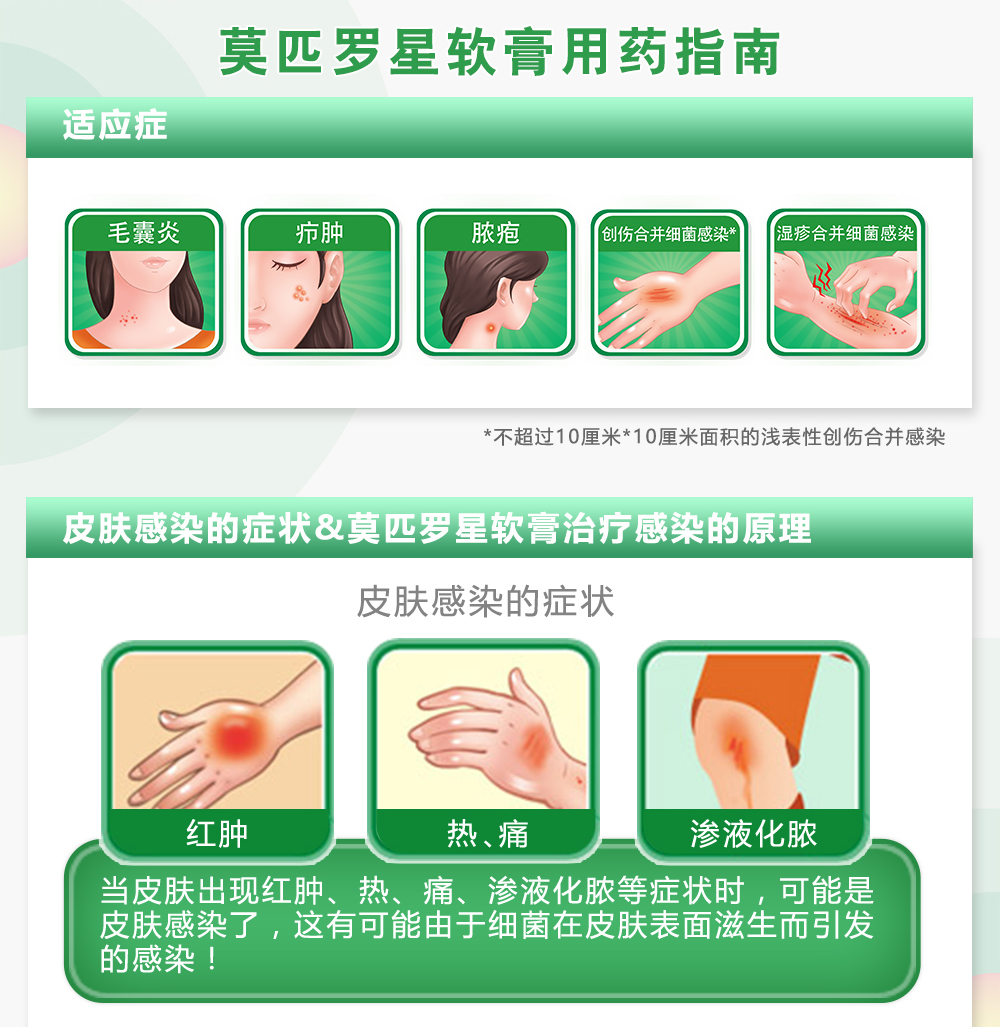 莫匹罗星软膏用药指南
适应症
毛囊炎
疖肿
脓疱
创伤合并细菌感染*
湿疹合并细菌感染
*不超过10厘米*10厘米面积的浅表性创伤合并感染
皮肤感染的症状&莫匹罗星软膏治疗感染的原理
皮肤感染的症状
红肿
热、痛
渗液化脓
当皮肤出现红肿、热、痛、渗液化脓等症状时，可能是
皮肤感染了，这有可能由于细菌在皮肤表面滋生而引发
的感染！